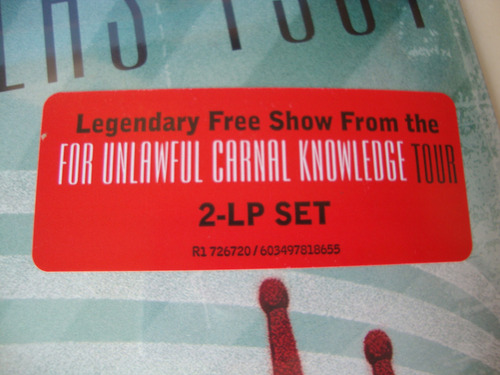 Legendary Free Show From the
FOR UNLAWFUL CARNAL KNOWLEDGE TOUR
2-LP SET
R1 726720 / 603497818655